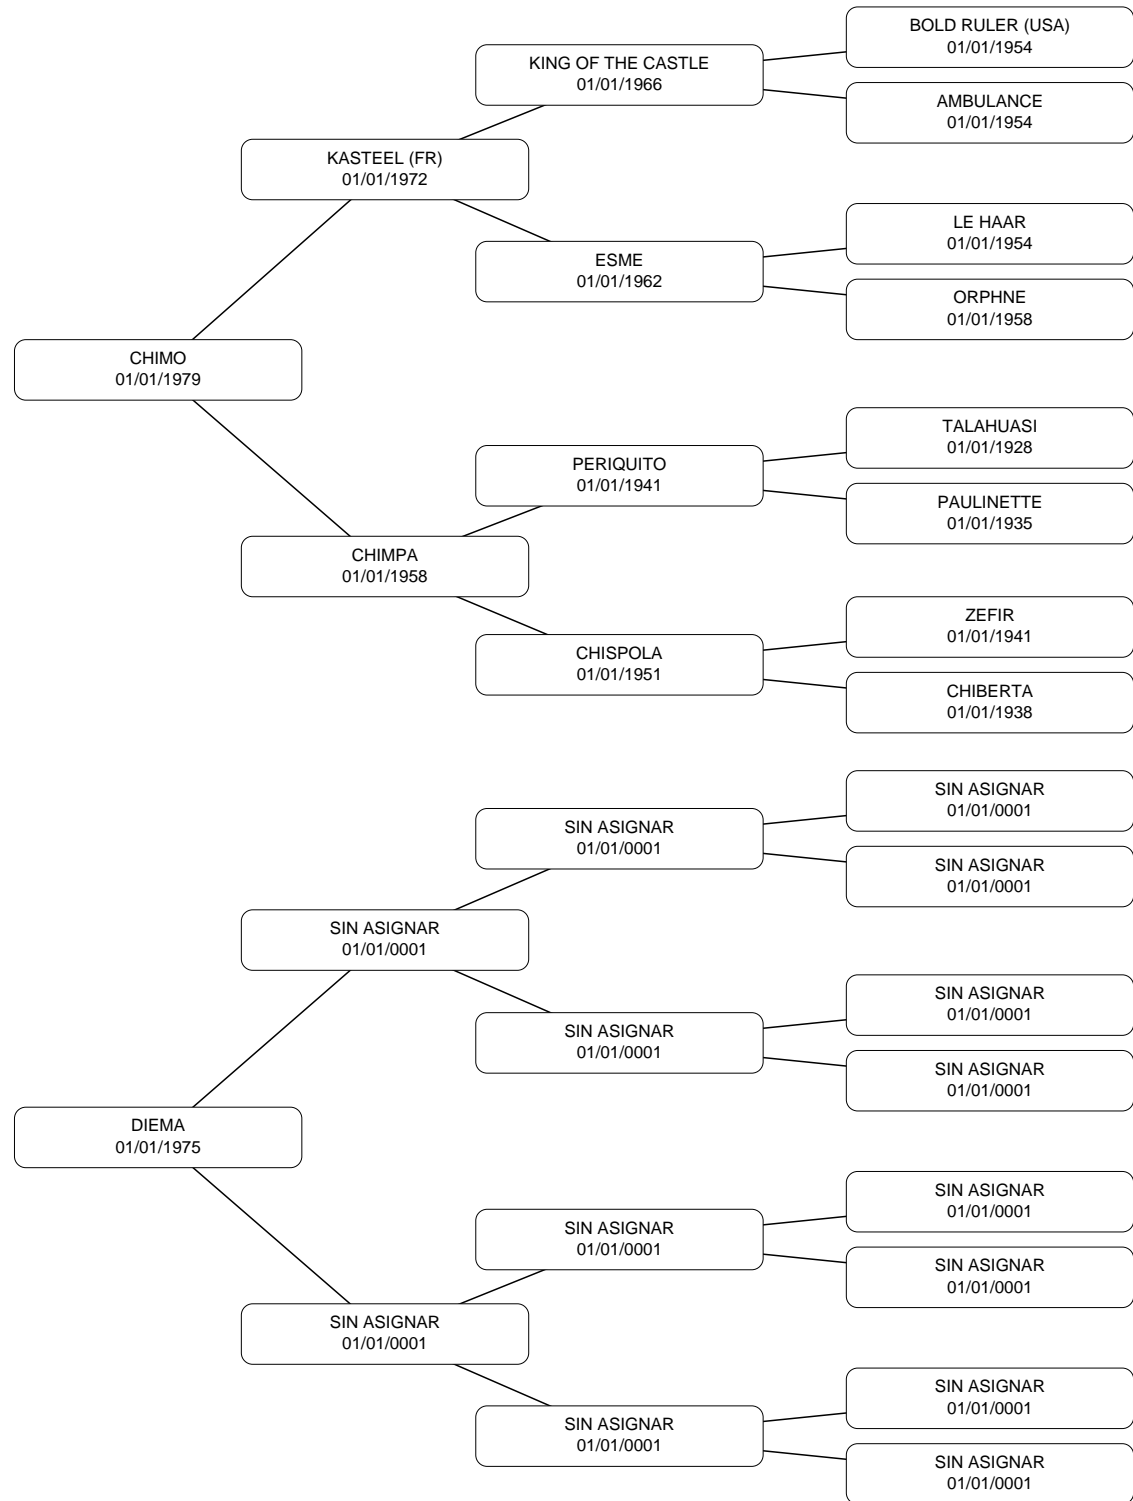 BOLD RULER (USA)
01/01/1954
KING OF THE CASTLE
01/01/1966
AMBULANCE
01/01/1954
KASTEEL (FR)
01/01/1972
LE HAAR
01/01/1954
ESME
01/01/1962
ORPHNE
01/01/1958
CHIMO
01/01/1979
TALAHUASI
01/01/1928
PERIQUITO
01/01/1941
PAULINETTE
01/01/1935
CHIMPA
01/01/1958
ZEFIR
01/01/1941
CHISPOLA
01/01/1951
CHIBERTA
01/01/1938
SIN ASIGNAR
01/01/0001
SIN ASIGNAR
01/01/0001
SIN ASIGNAR
01/01/0001
SIN ASIGNAR
01/01/0001
SIN ASIGNAR
01/01/0001
SIN ASIGNAR
01/01/0001
SIN ASIGNAR
01/01/0001
DIEMA
01/01/1975
SIN ASIGNAR
01/01/0001
SIN ASIGNAR
01/01/0001
SIN ASIGNAR
01/01/0001
SIN ASIGNAR
01/01/0001
SIN ASIGNAR
01/01/0001
SIN ASIGNAR
01/01/0001
SIN ASIGNAR
01/01/0001